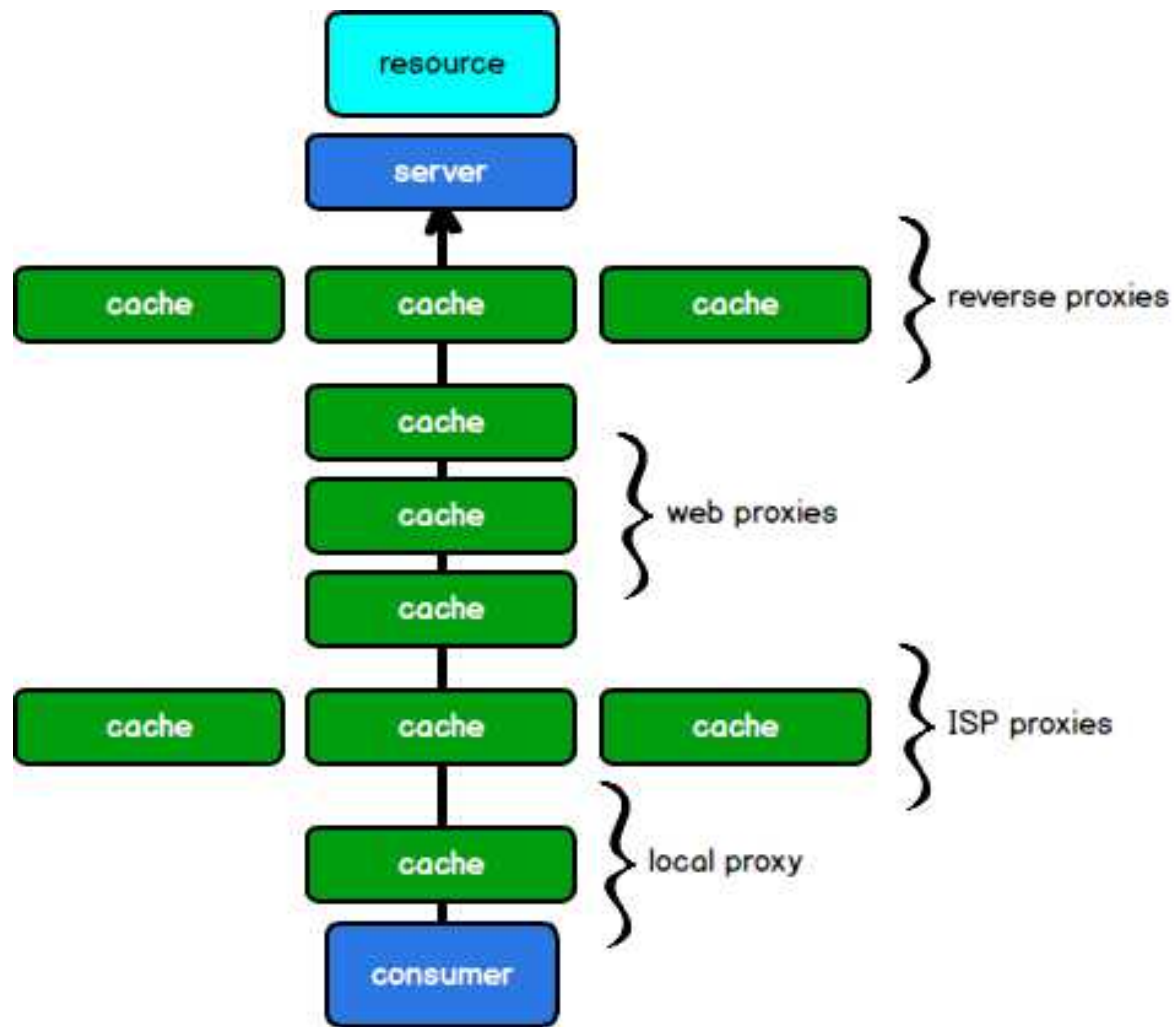 resource
server
cache cache cache
reverse proxies
cache
cache
web proxies
cache
cache cache cache
ISP proxies
cache
local proxy
consumer